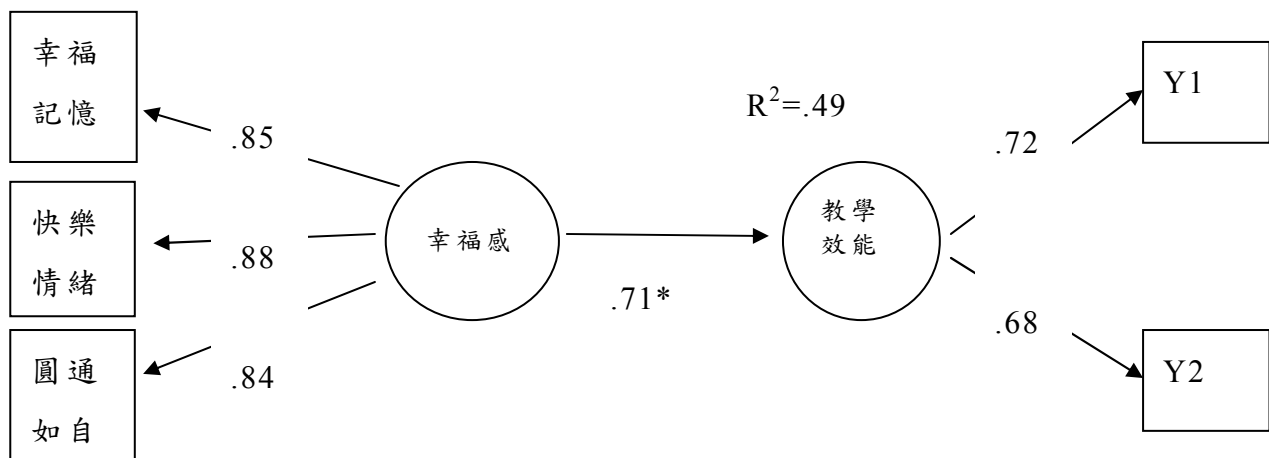 幸福
記憶
.85
快樂
情緒
.88
圓通
如自
.84
幸福感
.71*
R²=.49
教學
效能
.72
.68
Y1
Y2